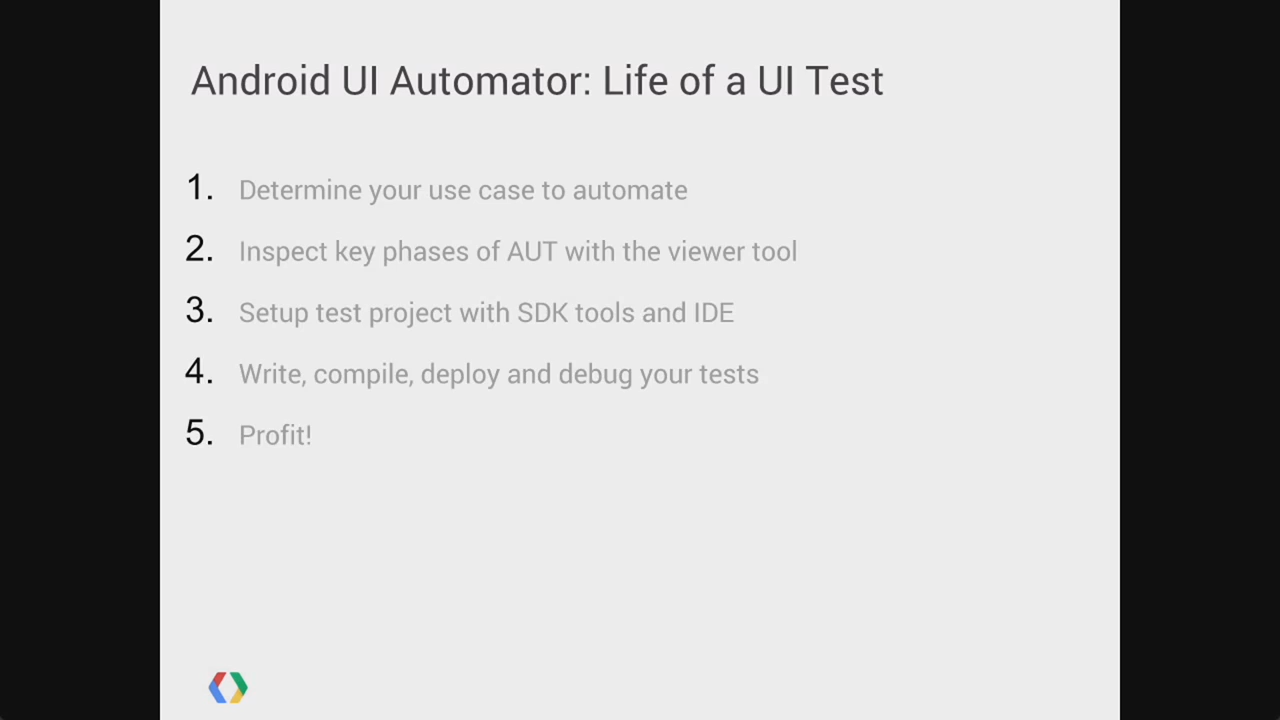 Android UI Automator: Life of a UI Test
1. Determine your use case to automate
2. Inspect key phases of AUT with the viewer tool
3. Setup test project with SDK tools and IDE
4. Write, compile, deploy and debug your tests
5. Profit!